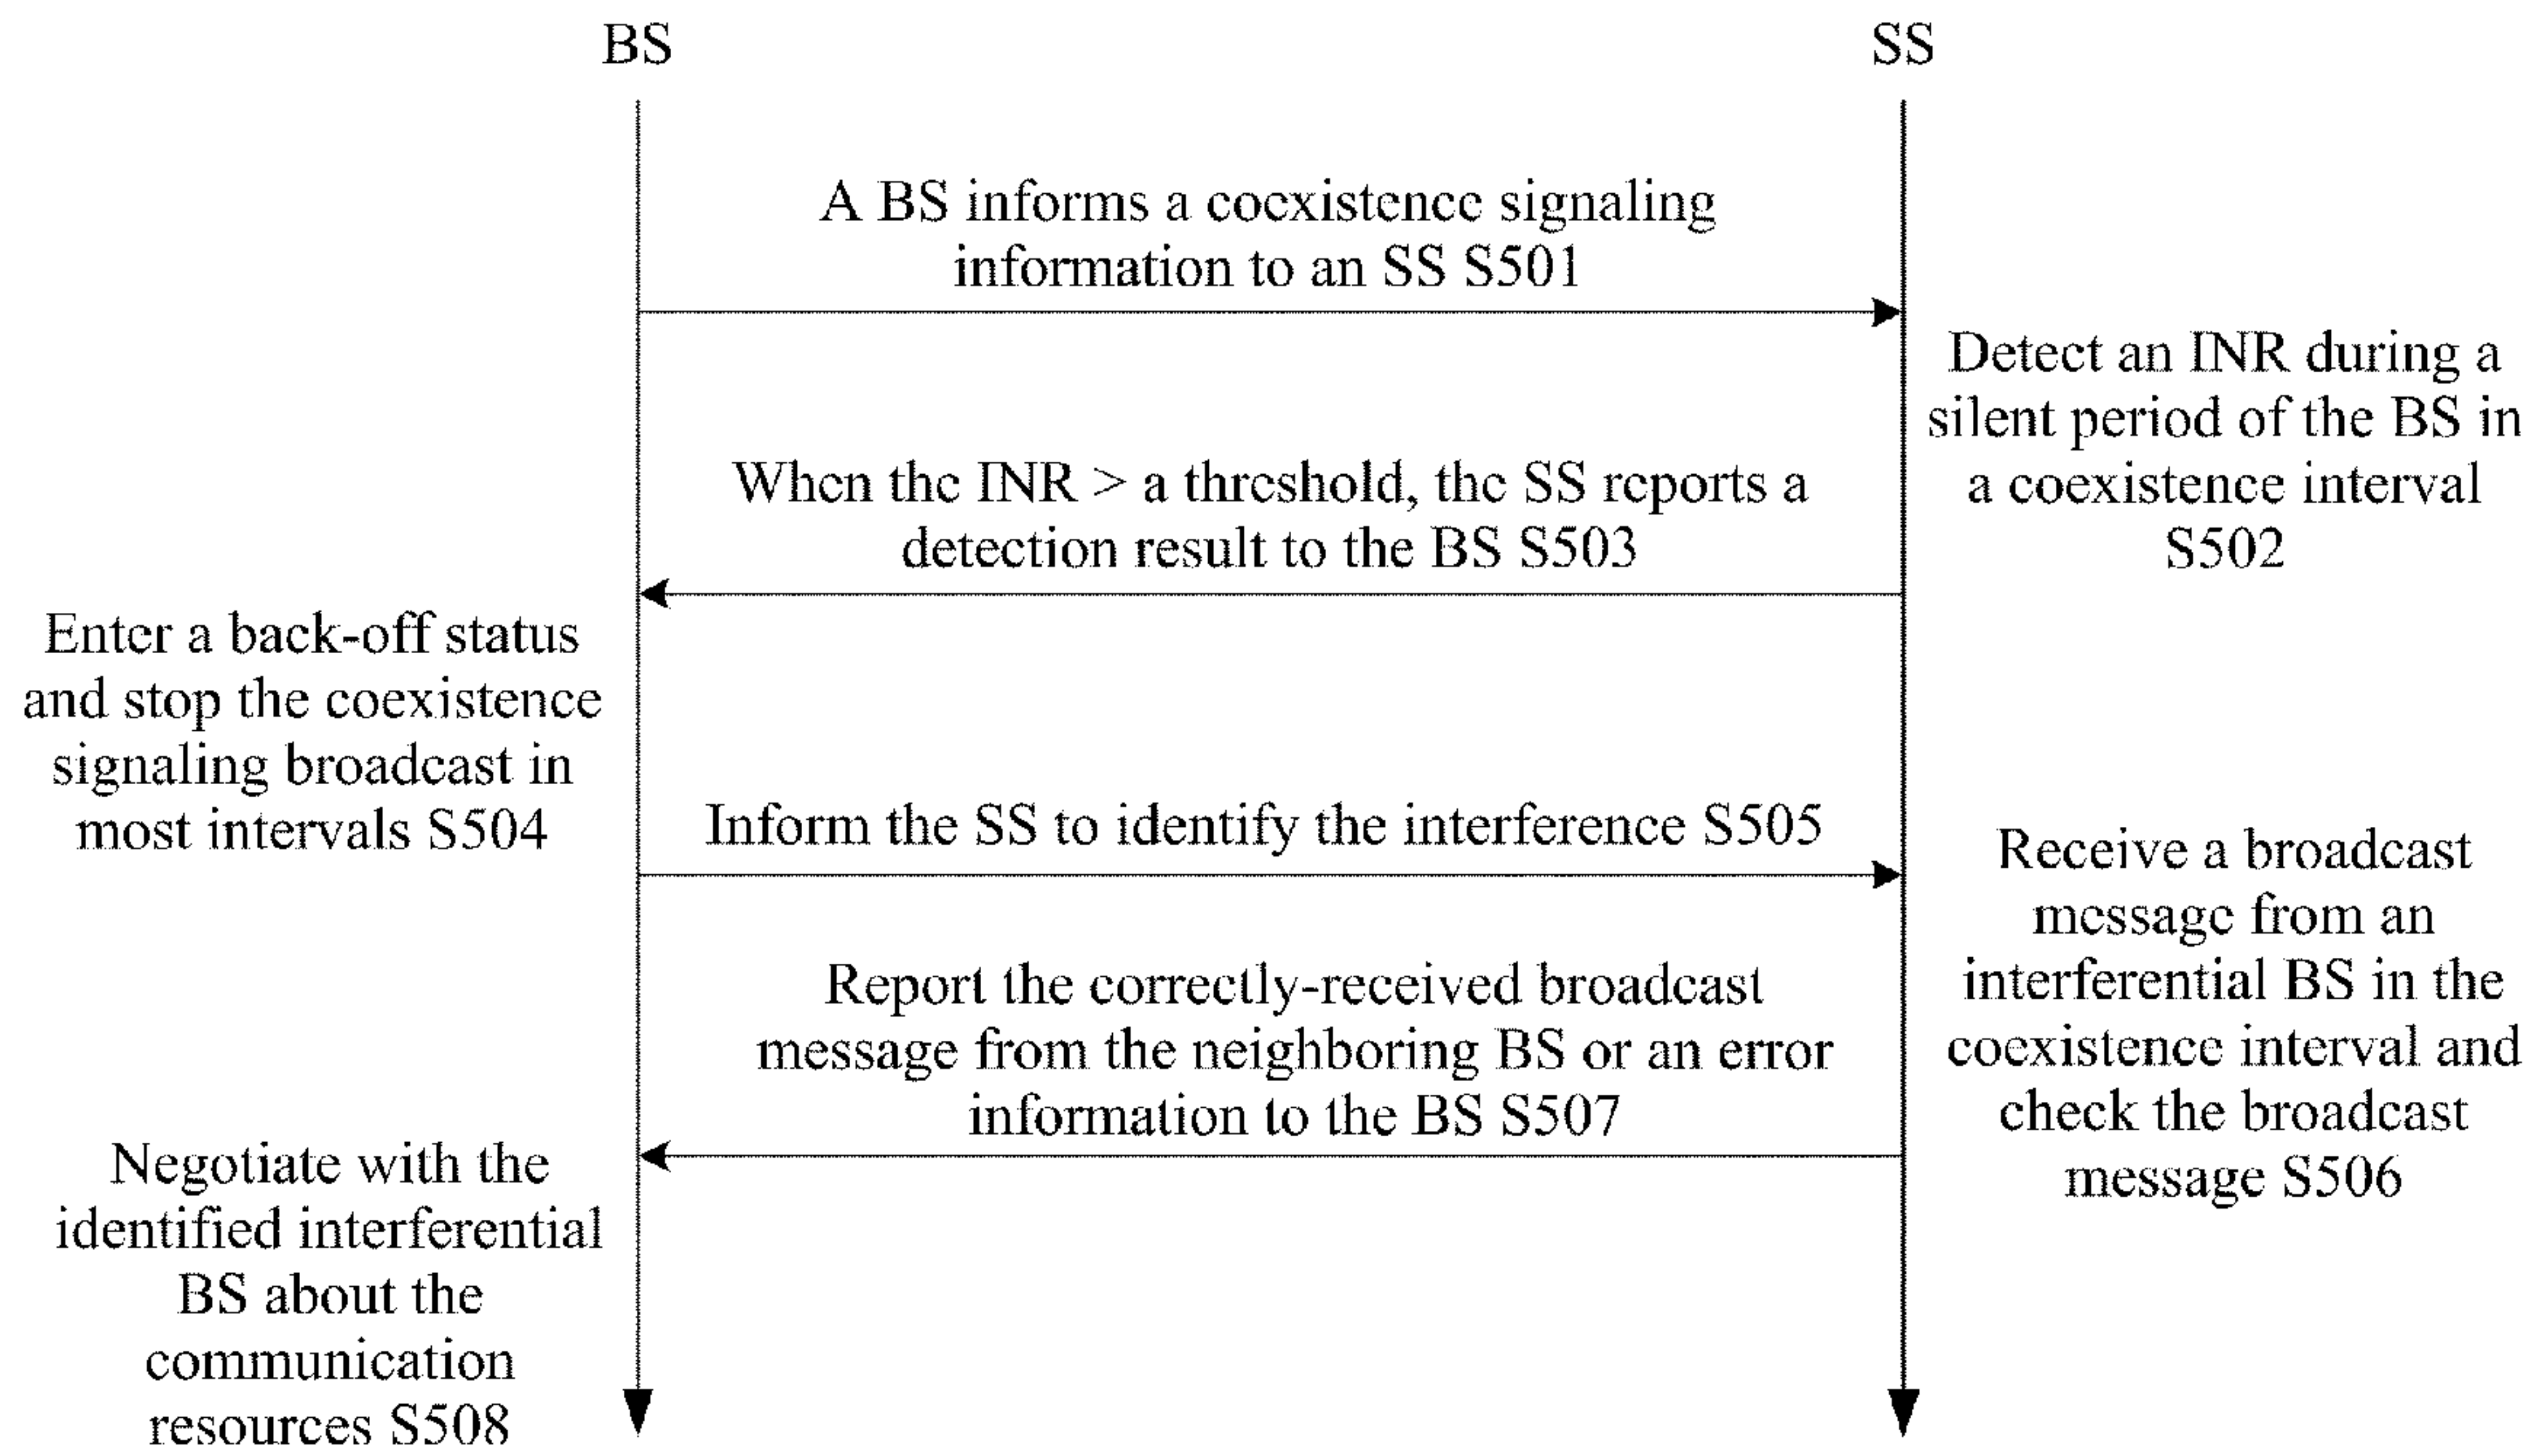 BS
SS
A BS informs a coexistence signaling
information to an SS S501
Detect an INR during a
silent period of the BS in
a coexistence interval
S502
When the INR > a threshold, the SS reports a
detection result to the BS S503
Enter a back-off status
and stop the coexistence
signaling broadcast in
most intervals S504
Inform the SS to identify the interference S505
Receive a broadcast
message from an
interferential BS in the
coexistence interval and
check the broadcast
message S506
Report the correctly-received broadcast
message from the neighboring BS or an error
information to the BS S507
Negotiate with the
identified interferential
BS about the
communication
resources S508